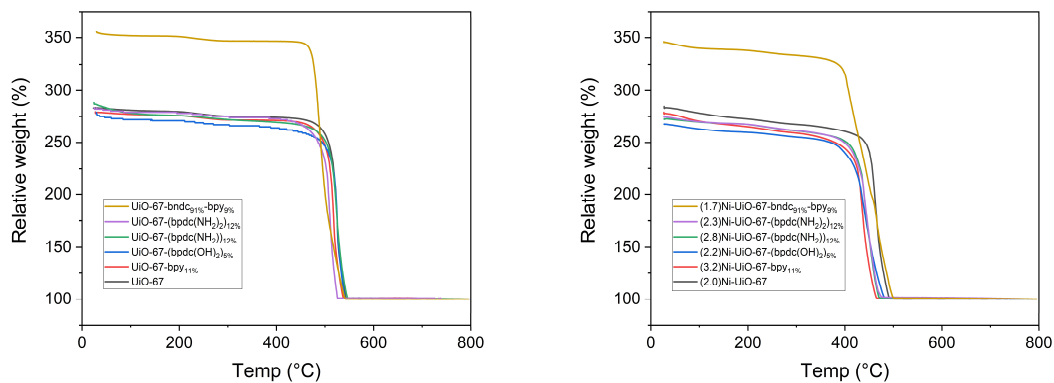 350
300
250
200
150
100
Relative weight (%)
UiO-67-bndc91%-bpy9%
UiO-67-(bpdc(NH2)2)12%
UiO-67-(bpdc(NH2))12%
UiO-67-(bpdc(OH)2)5%
UiO-67-bpy11%
UiO-67
0
200
400
600
800
Temp (°C)
350
300
250
200
150
100
Relative weight (%)
(1.7)Ni-UiO-67-bndc91%-bpy9%
(2.3)Ni-UiO-67-(bpdc(NH2)2)12%
(2.8)Ni-UiO-67-(bpdc(NH2))12%
(2.2)Ni-UiO-67-(bpdc(OH)2)5%
(3.2)Ni-UiO-67-bpy11%
(2.0)Ni-UiO-67
0
200
400
600
800
Temp (°C)